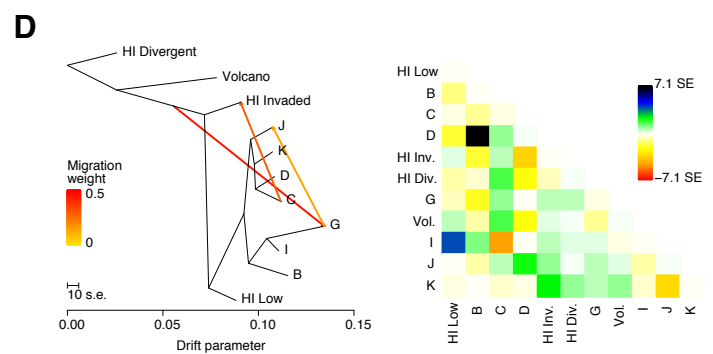 D
HI Divergent
Volcano
HI Invaded
J
K
D
C
G
I
B
HI Low
Migration
weight
0.5
0
10 s.e.
0.00 0.05 0.10 0.15
Drift parameter
HI Low
B
C
D
HI Inv.
HI Div.
G
Vol.
I
J
K
HI Low B C D HI Inv. HI Div. G Vol. I J K
7.1 SE
−7.1 SE